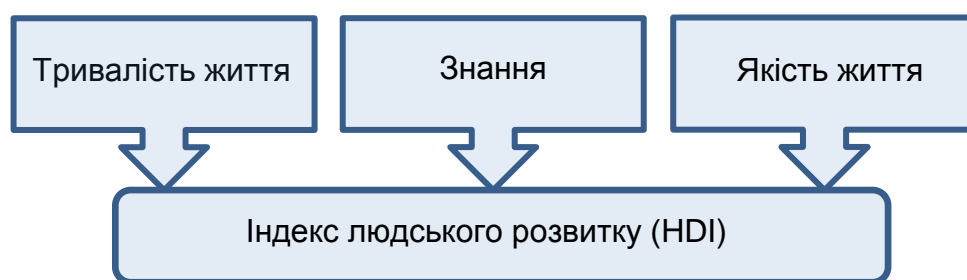 Тривалість життя
Знання
Якість життя
Індекс людського розвитку (HDI)